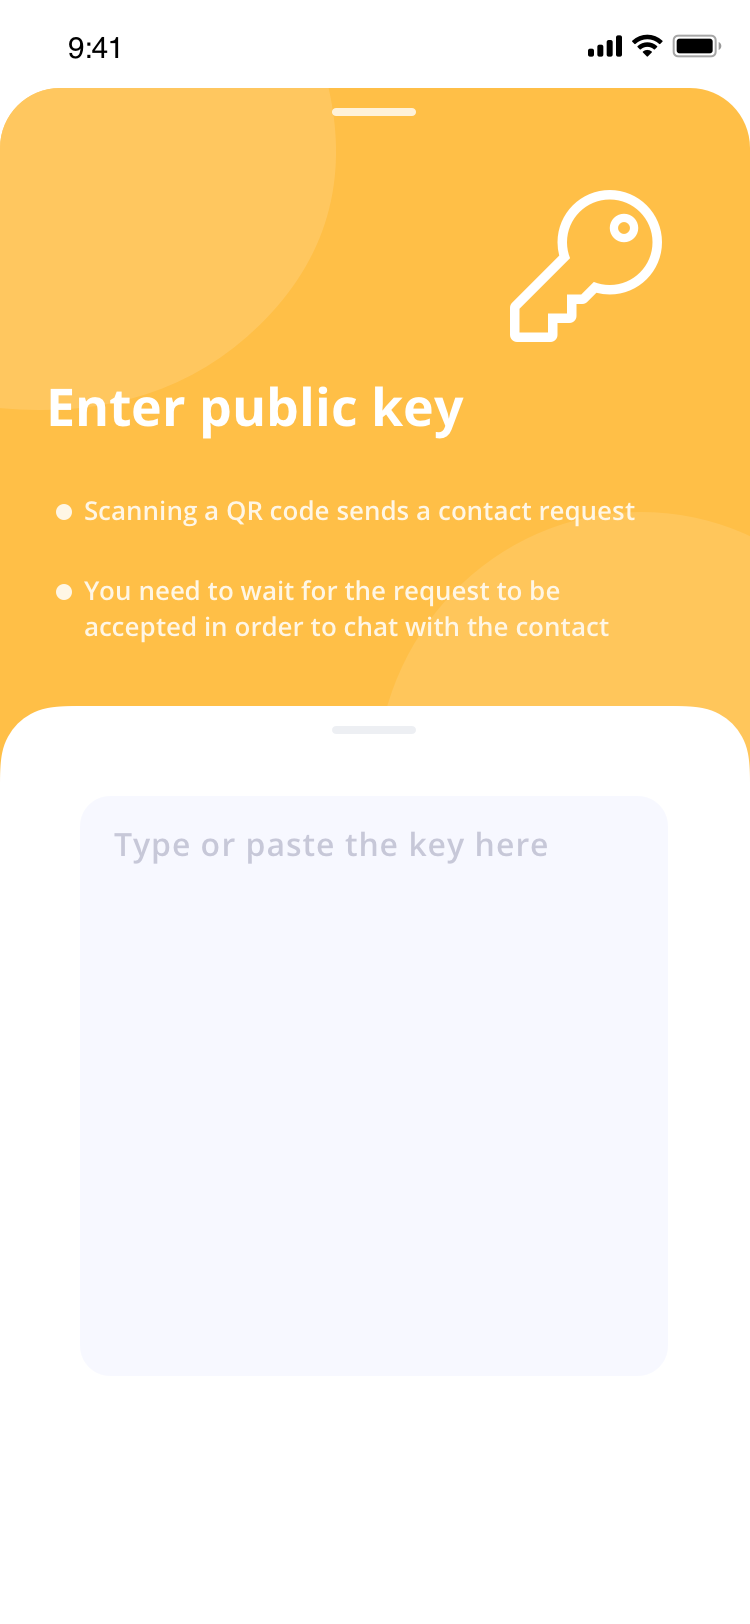 9:41
Enter public key
Scanning a QR code sends a contact request
You need to wait for the request to be
accepted in order to chat with the contact
Type or paste the key here